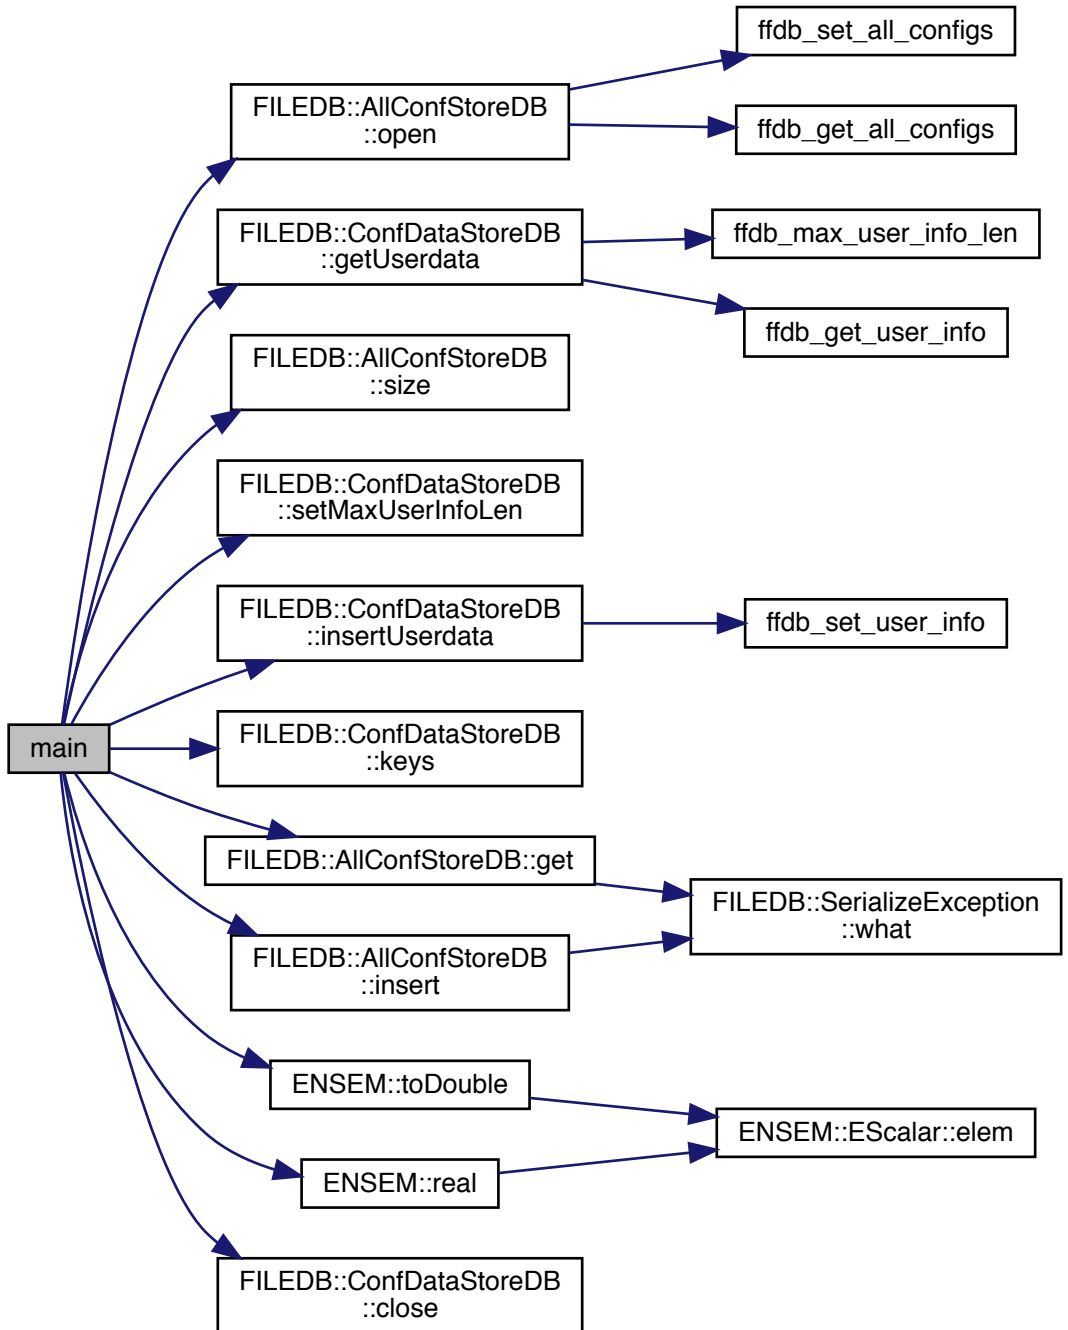 ffdb_set_all_configs
FILEDB::AllConfStoreDB
::open
ffdb_get_all_configs
FILEDB::ConfDataStoreDB
::getUserdata
ffdb_max_user_info_len
ffdb_get_user_info
FILEDB::AllConfStoreDB
::size
FILEDB::ConfDataStoreDB
::setMaxUserInfoLen
FILEDB::ConfDataStoreDB
::insertUserdata
ffdb_set_user_info
main
FILEDB::ConfDataStoreDB
::keys
FILEDB::AllConfStoreDB::get
FILEDB::SerializeException
::what
FILEDB::AllConfStoreDB
::insert
ENSEM::toDouble
ENSEM::EScalar::elem
ENSEM::real
FILEDB::ConfDataStoreDB
::close